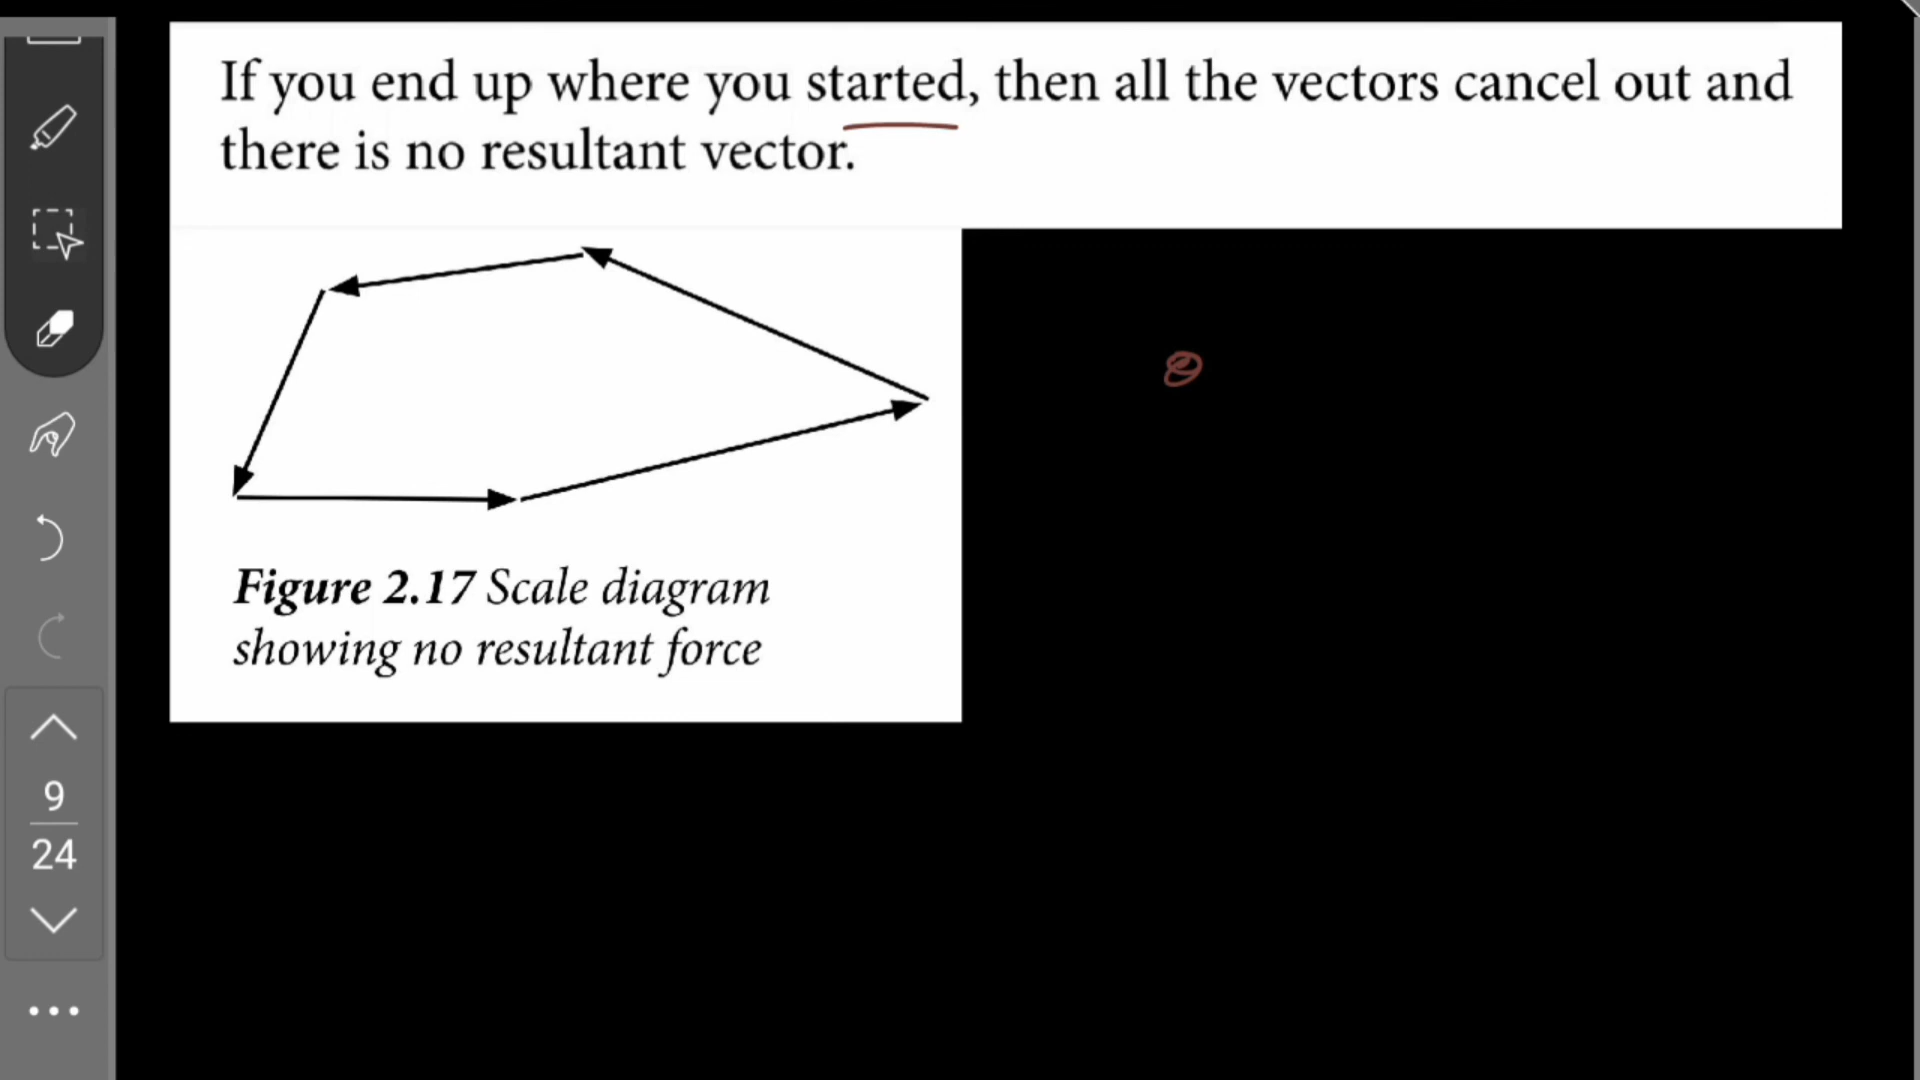 If you end up where you started, then all the vectors cancel out and
there is no resultant vector.
Figure 2.17 Scale diagram
showing no resultant force
9
24